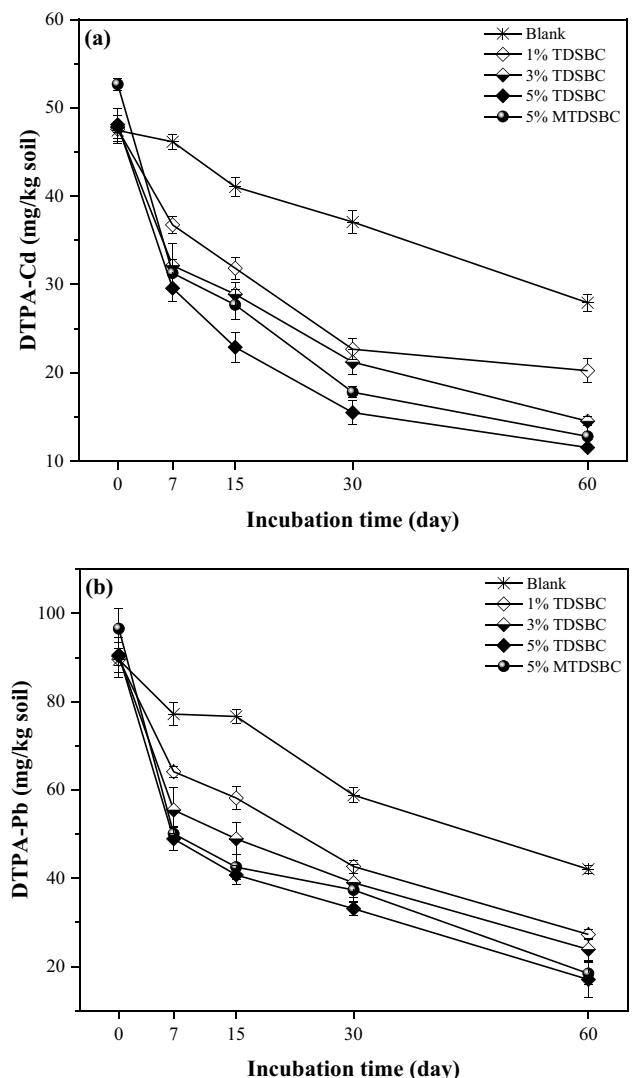 (a)
Blank
1% TDSBC
3% TDSBC
5% TDSBC
5% MTDSBC
60
50
40
30
20
10
DTPA-Cd (mg/kg soil)
0 7 15 30 60
Incubation time (day)
(b)
Blank
1% TDSBC
3% TDSBC
5% TDSBC
5% MTDSBC
100
80
60
40
20
DTPA-Pb (mg/kg soil)
0 7 15 30 60
Incubation time (day)